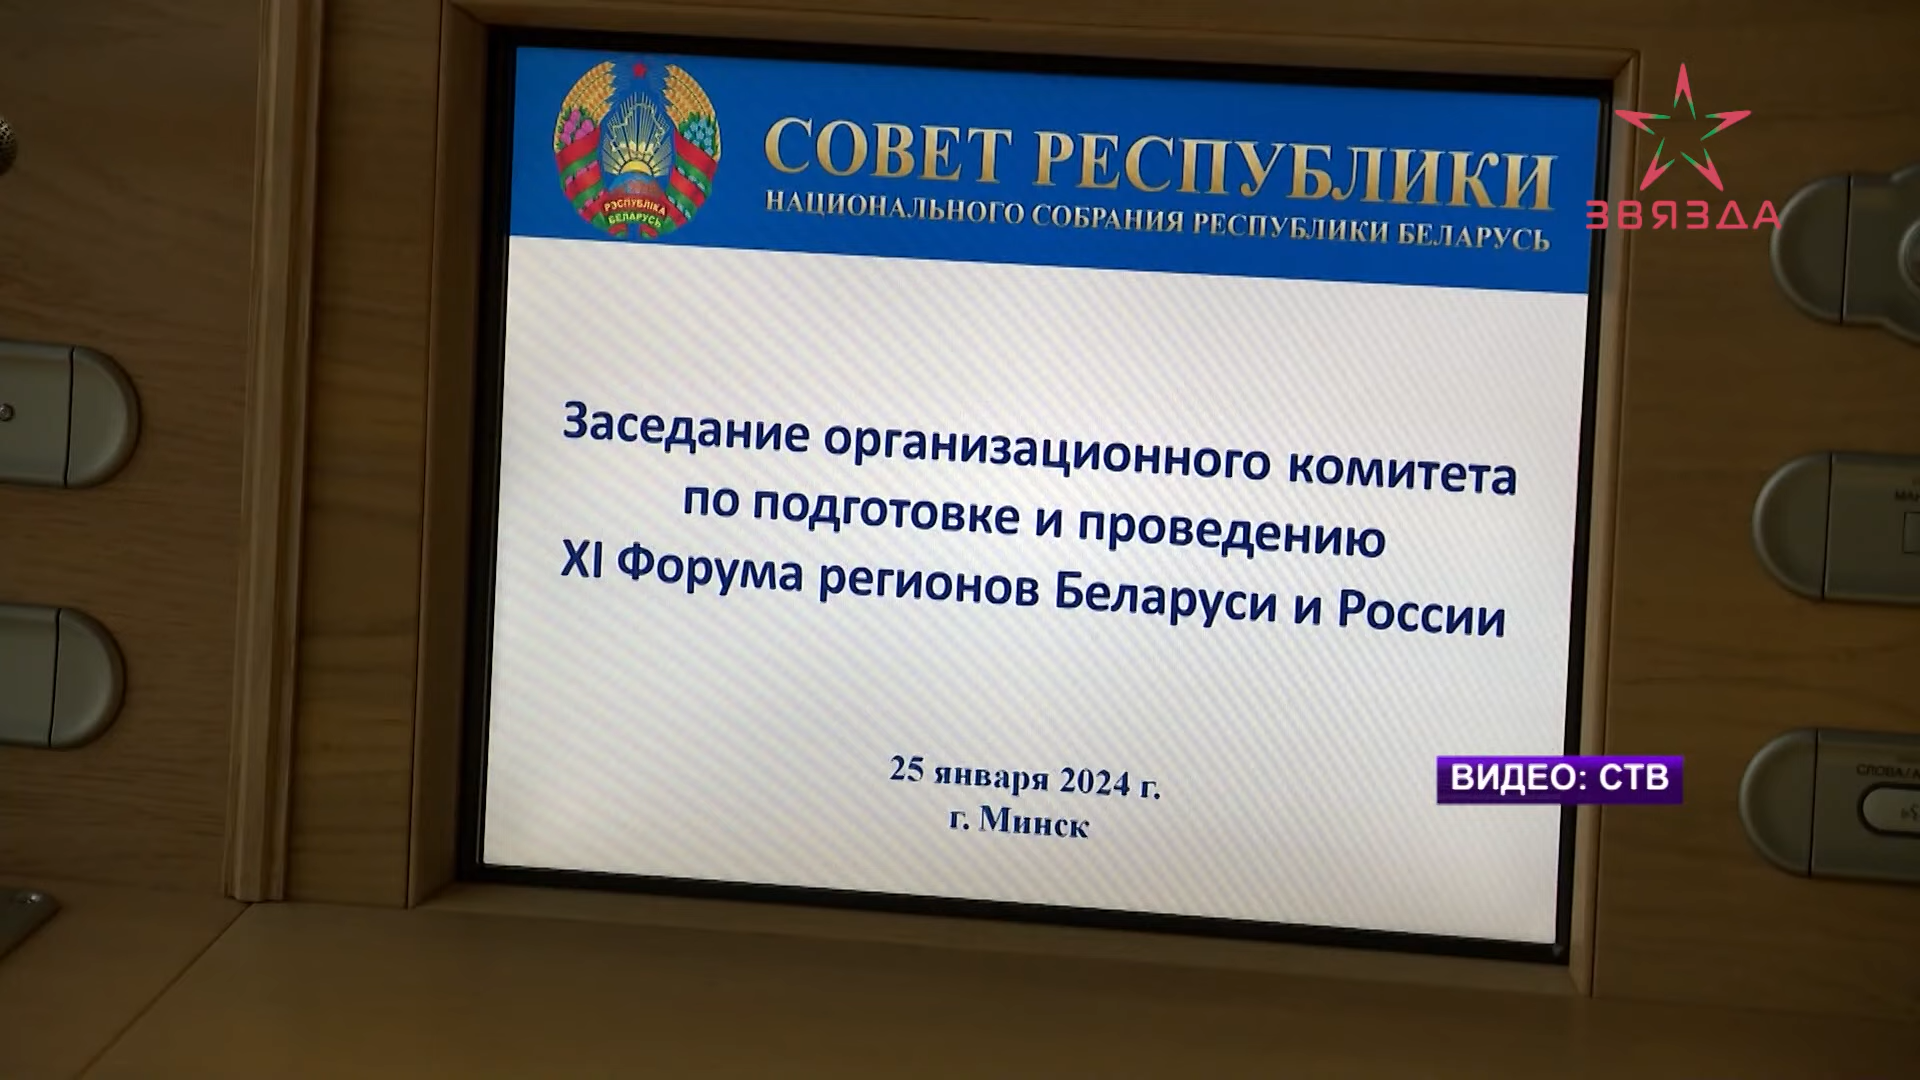 СОВЕТ РЕСПУБЛИКИ
НАЦИОНАЛЬНОГО СОБРАНИЯ РЕСПУБЛИКИ БЕЛАРУСЬ
РЭСПУБЛІКА
БЕЛАРУСЬ
ЗВЯЗДА
Заседание организационного комитета
по подготовке и проведению
XI Форума регионов Беларуси и России
25 января 2024 г.
г. Минск
ВИДЕО: СТВ